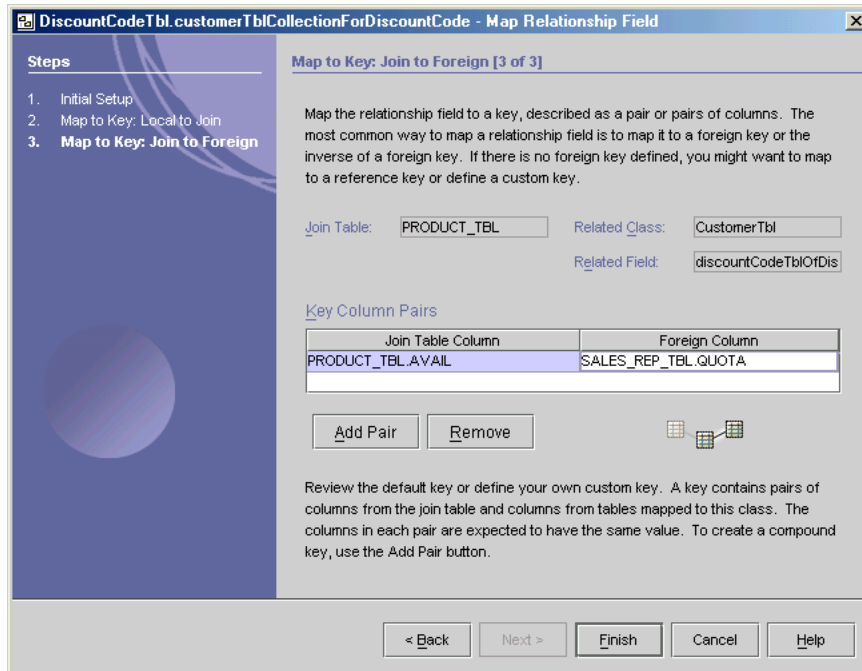 DiscountCodeTbl.customerTblCollectionForDiscountCode - Map Relationship Field
Steps
1. Initial Setup
2. Map to Key: Local to Join
3. Map to Key: Join to Foreign
Map to Key: Join to Foreign [3 of 3]
Map the relationship field to a key, described as a pair or pairs of columns. The
most common way to map a relationship field is to map it to a foreign key or the
inverse of a foreign key. If there is no foreign key defined, you might want to map
to a reference key or define a custom key.
Join Table: PRODUCT_TBL Related Class: CustomerTbl
Related Field: discountCodeTblOfDis
Key Column Pairs
Join Table Column Foreign Column
PRODUCT_TBL.AVAIL SALES_REP_TBL.QUOTA
Add Pair Remove
Review the default key or define your own custom key. A key contains pairs of
columns from the join table and columns from tables mapped to this class. The
columns in each pair are expected to have the same value. To create a compound
key, use the Add Pair button.
< Back Next > Finish Cancel Help